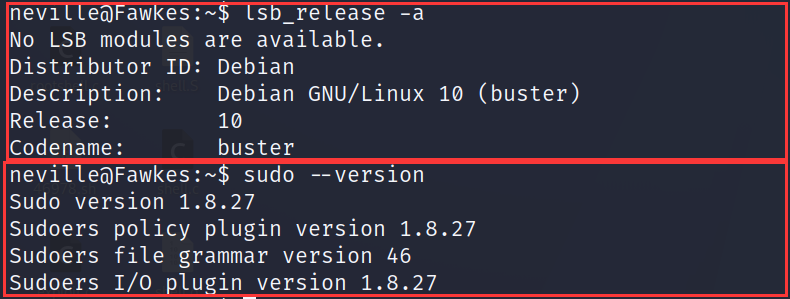 neville@Fawkes:~$ lsb_release -a
No LSB modules are available.
Distributor ID: Debian
Description:    Debian GNU/Linux 10 (buster)
Release:        10
Codename:       buster
neville@Fawkes:~$ sudo --version
Sudo version 1.8.27
Sudoers policy plugin version 1.8.27
Sudoers file grammar version 46
Sudoers I/O plugin version 1.8.27